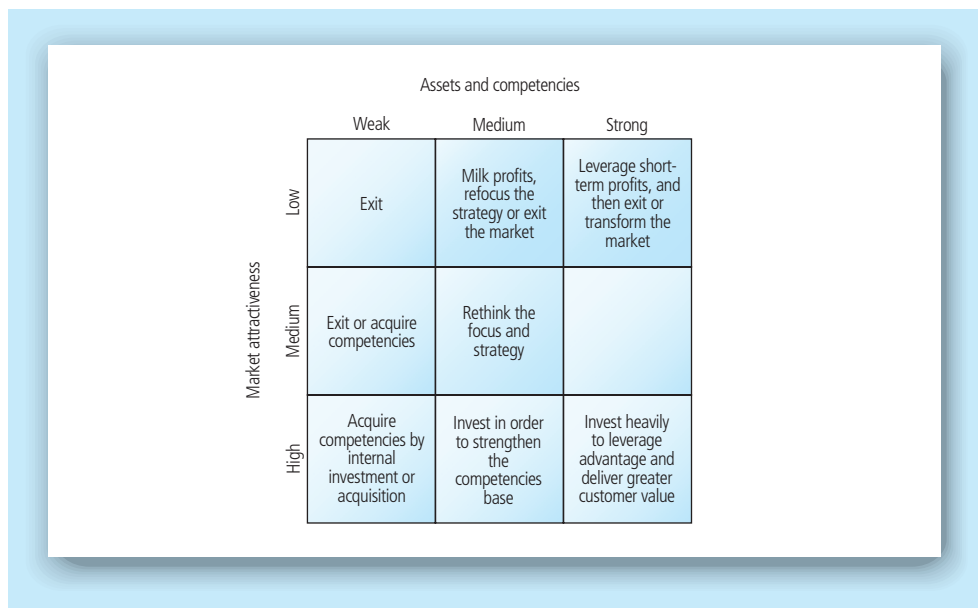 Assets and competencies
Weak
Medium
Strong
Market attractiveness
Low
Exit
Milk profits,
refocus the
strategy or exit
the market
Leverage short-
term profits, and
then exit or
transform the
market
Medium
Exit or acquire
competencies
Rethink the
focus and
strategy
High
Acquire
competencies by
internal
investment or
acquisition
Invest in order
to strengthen
the
competencies
base
Invest heavily
to leverage
advantage and
deliver greater
customer value